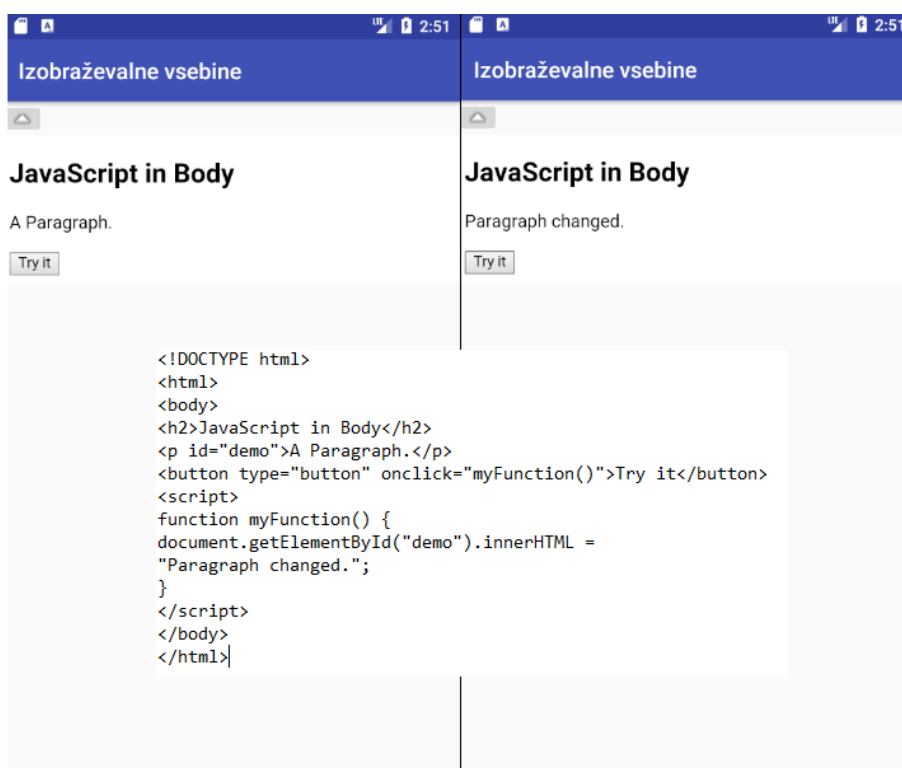 LTE 2:51
Izobraževalne vsebine
JavaScript in Body
A Paragraph.
Try it
LTE 2:51
Izobraževalne vsebine
JavaScript in Body
Paragraph changed.
Try it
<!DOCTYPE html>
<html>
<body>
<h2>JavaScript in Body</h2>
<p id="demo">A Paragraph.</p>
<button type="button" onclick="myFunction()">Try it</button>
<script>
function myFunction() {
document.getElementById("demo").innerHTML =
"Paragraph changed.";
}
</script>
</body>
</html>